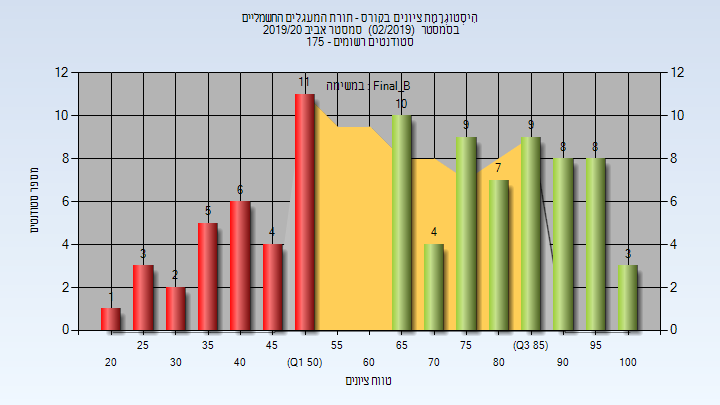 היסטוגרמת ציונים בקורס - תורת המעגלים החשמליים
בסמסטר (02/2019) סמסטר אביב 2019/20
סטודנטים רשומים - 175
במשימה : Final_B
12 12
10 10
8 8
6 6
4 4
2 2
0 0
מספר סטודנטים
1 3 2 5 6 4 11 10 4 9 7 9 8 8 3
25 35 45 55 65 75 (Q3 85) 95
20 30 40 (Q1 50) 60 70 80 90 100
טווח ציונים